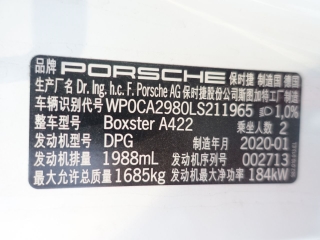 品牌 PORSCHE 保时捷 制造国 德国
生产厂名 Dr. Ing. h.c. F. Porsche AG 保时捷股份公司斯图加特工厂制造
车辆识别代号 WP0CA2980LS211965 1,0%
整车型号 Boxster A422 乘坐人数 2
发动机型号 DPG 制造年月 2020-01
发动机排量 1988mL 发动机序号 002713
最大允许总质量 1685kg 发动机最大净功率 184kW